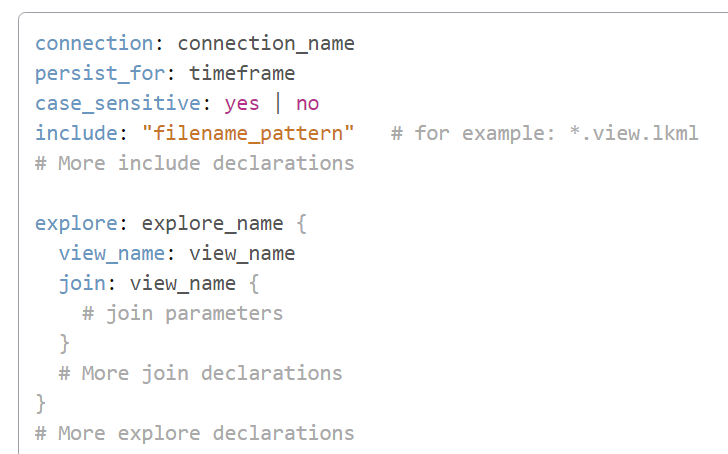 connection: connection_name
persist_for: timeframe
case_sensitive: yes | no
include: "filename_pattern"   # for example: *.view.lkml
# More include declarations

explore: explore_name {
  view_name: view_name
  join: view_name {
    # join parameters
  }
  # More join declarations
}
# More explore declarations